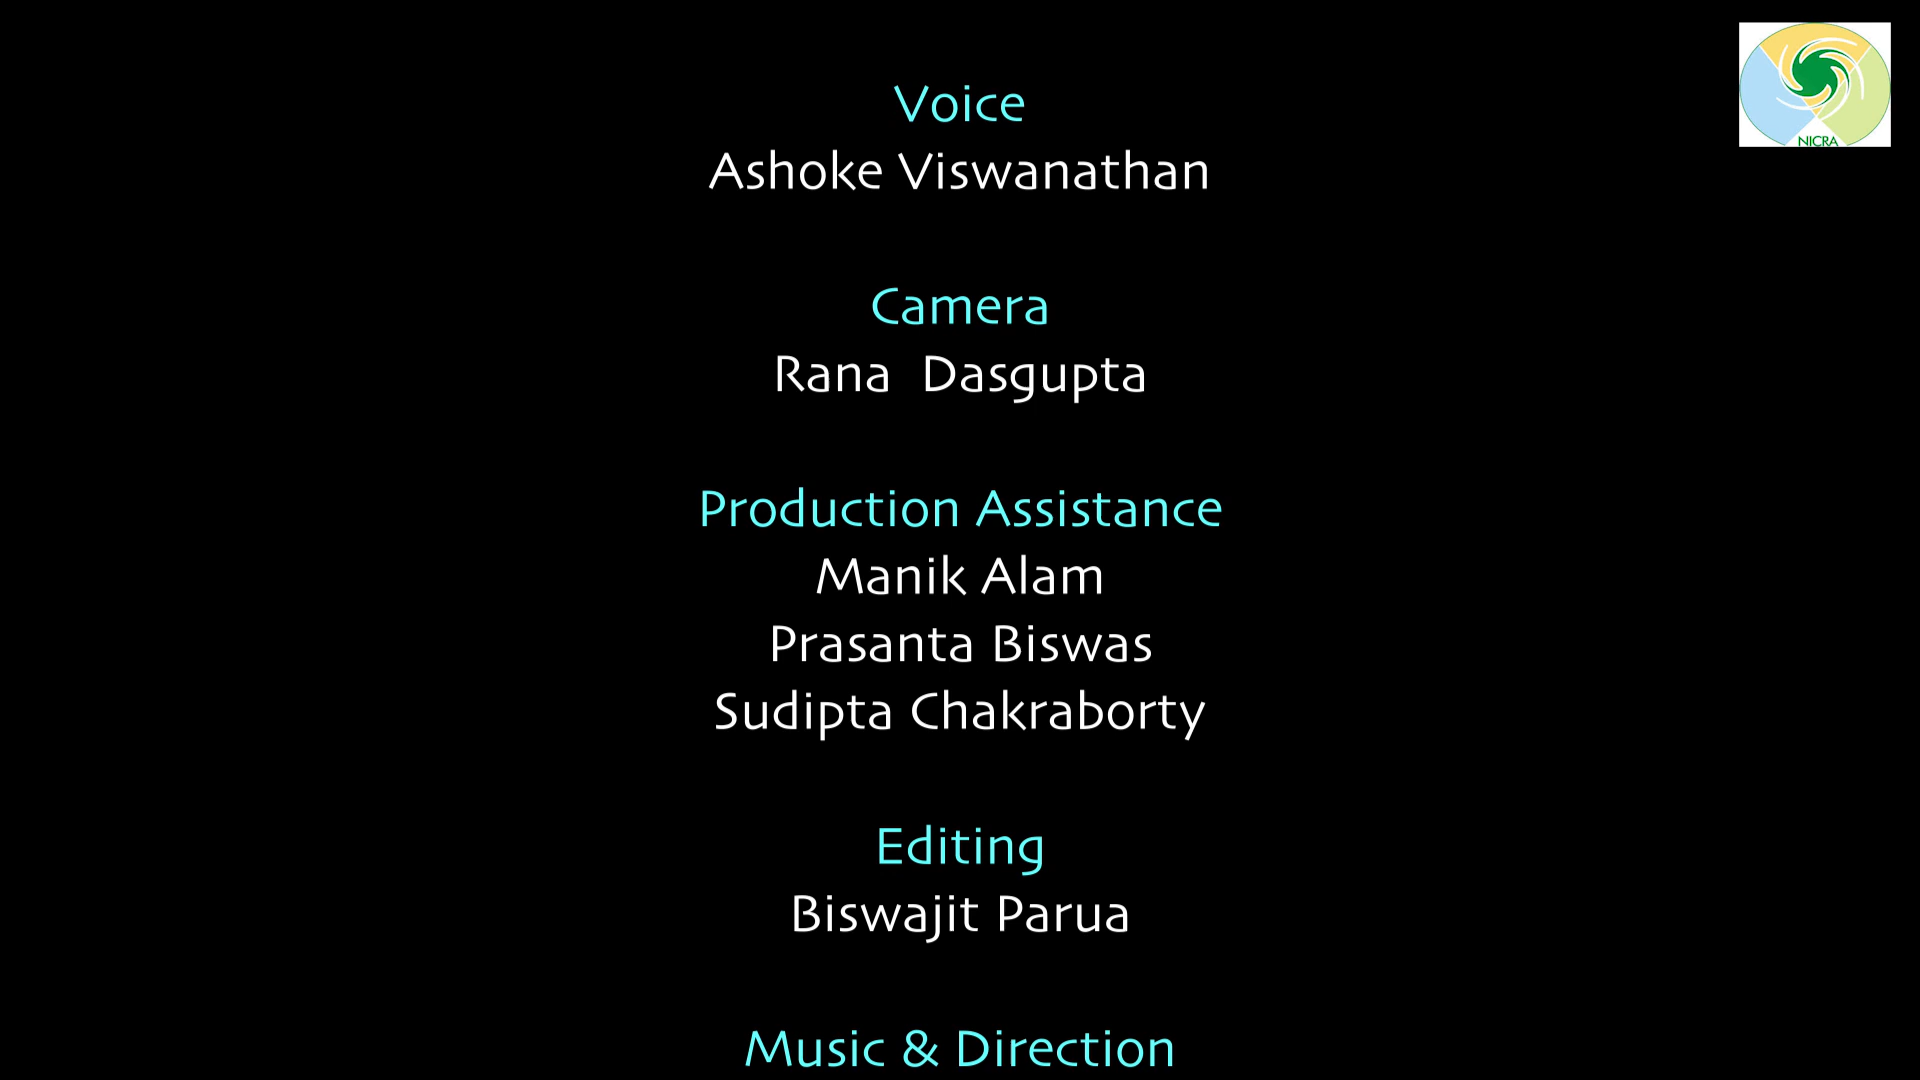 NICRA
Voice
Ashoke Viswanathan
Camera
Rana  Dasgupta
Production Assistance
Manik Alam
Prasanta Biswas
Sudipta Chakraborty
Editing
Biswajit Parua
Music & Direction